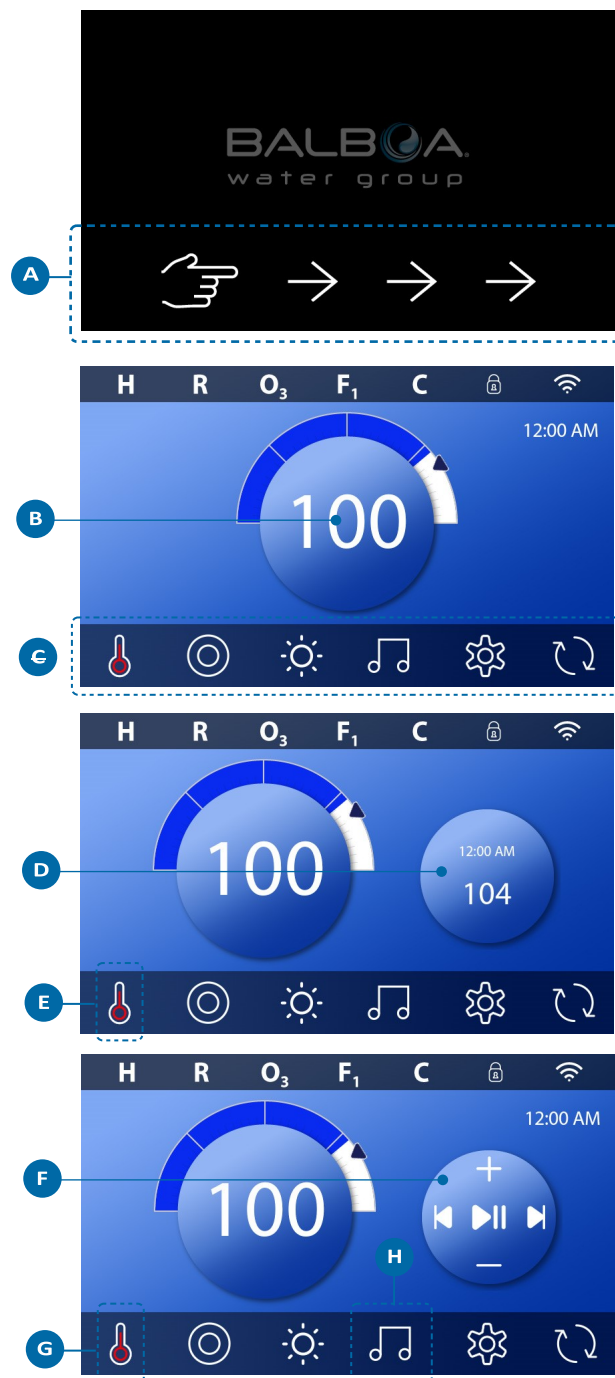 BALBOA.
water group
A
H R O₃ F₁ C
12:00 AM
B
100
C
H R O₃ F₁ C
D
100
12:00 AM
104
E
H R O₃ F₁ C
12:00 AM
F
100
H
G